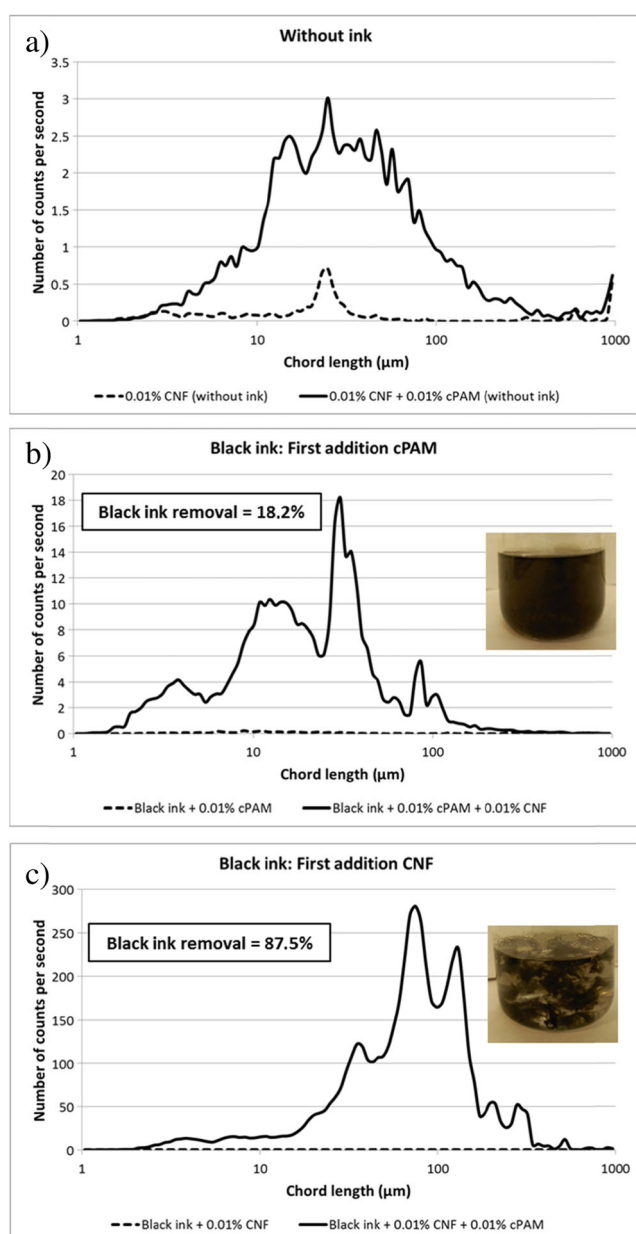 a)
Without ink
Number of counts per second
3.5
3
2.5
2
1.5
1
0.5
0
1 10 100 1000
Chord length (µm)
0.01% CNF (without ink) 0.01% CNF + 0.01% cPAM (without ink)
b)
Black ink: First addition cPAM
Number of counts per second
20
18
16
14
12
10
8
6
4
2
0
Black ink removal = 18.2%
1 10 100 1000
Chord length (µm)
Black ink + 0.01% cPAM Black ink + 0.01% cPAM + 0.01% CNF
c)
Black ink: First addition CNF
Number of counts per second
300
250
200
150
100
50
0
Black ink removal = 87.5%
1 10 100 1000
Chord length (µm)
Black ink + 0.01% CNF Black ink + 0.01% CNF + 0.01% cPAM